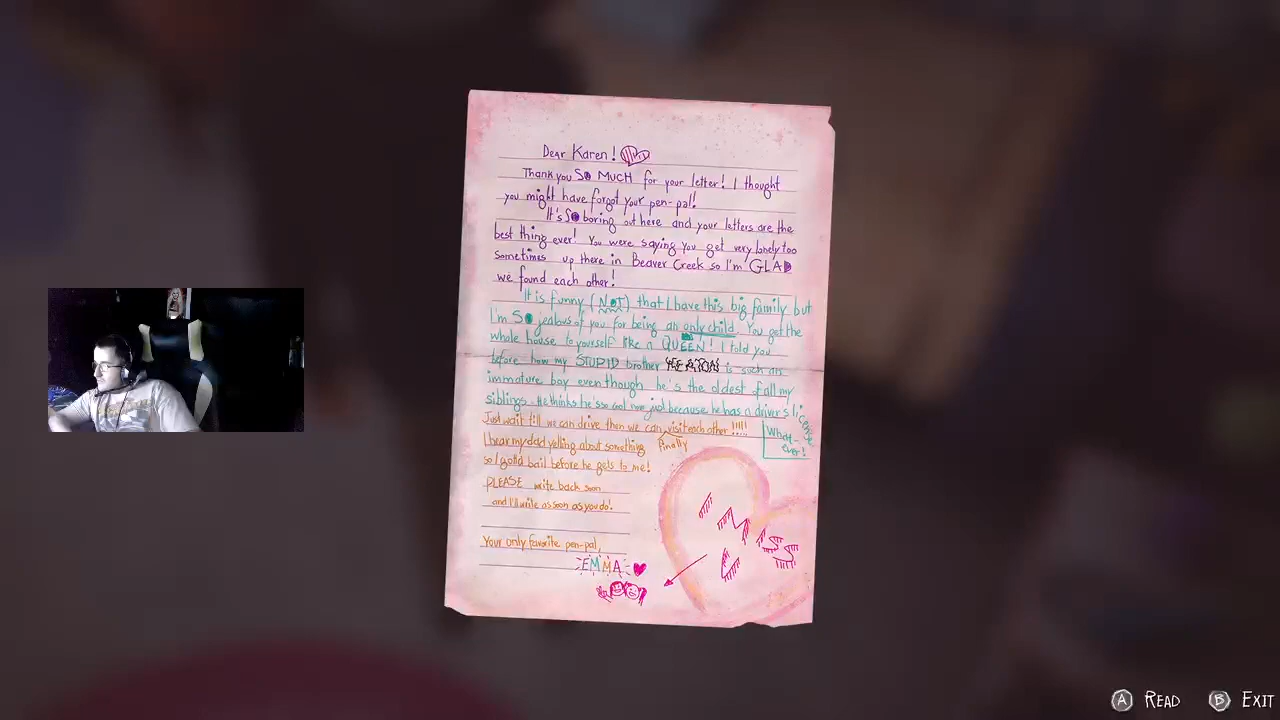 Dear Karen!
Thank you SO MUCH for your letter! I thought
you might have forgot your pen-pal!
It's SO boring out here and your letters are the
best thing ever! You were saying you get very lonely too
sometimes up there in Beaver Creek so I'm GLAD
we found each other!
It is funny (NOT) that I have this big family but
I'm SO jealous of you for being an only child. You get the
whole house to yourself like a QUEEN! I told you
before how my STUPID brother is such an
immature boy even though he's the oldest of all my
siblings. He thinks he's so cool now just because he has a driver's license
What-
ever!
Just wait till we can drive then we can visit each other!!!!!
Finally
I hear my dad yelling about something
so I gotta bail before he gets to me!
PLEASE write back soon
and I'll write as soon as you do!
Your only favorite pen-pal,
EMMA
A READ B EXIT